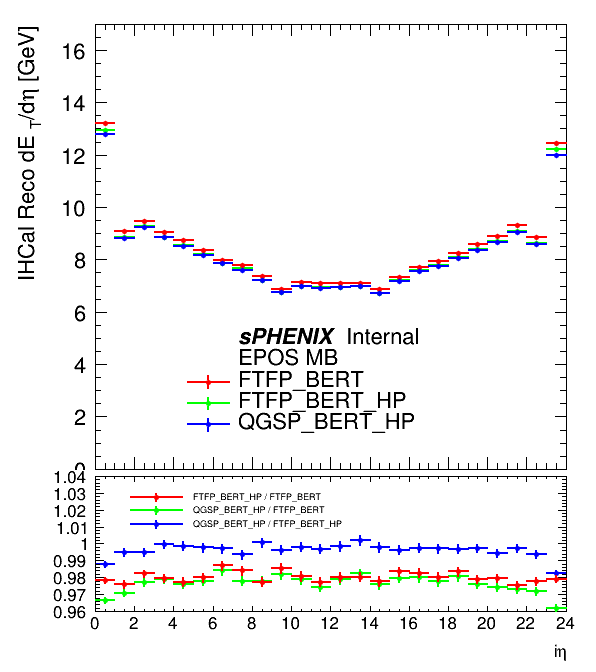 IHCal Reco dE T/dη [GeV]
16
14
12
10
8
6
4
2
0
sPHENIX Internal
EPOS MB
FTFP_BERT
FTFP_BERT_HP
QGSP_BERT_HP
1.04
1.03
1.02
1.01
1
0.99
0.98
0.97
0.96
FTFP_BERT_HP / FTFP_BERT
QGSP_BERT_HP / FTFP_BERT
QGSP_BERT_HP / FTFP_BERT_HP
0 2 4 6 8 10 12 14 16 18 20 22 24
iη